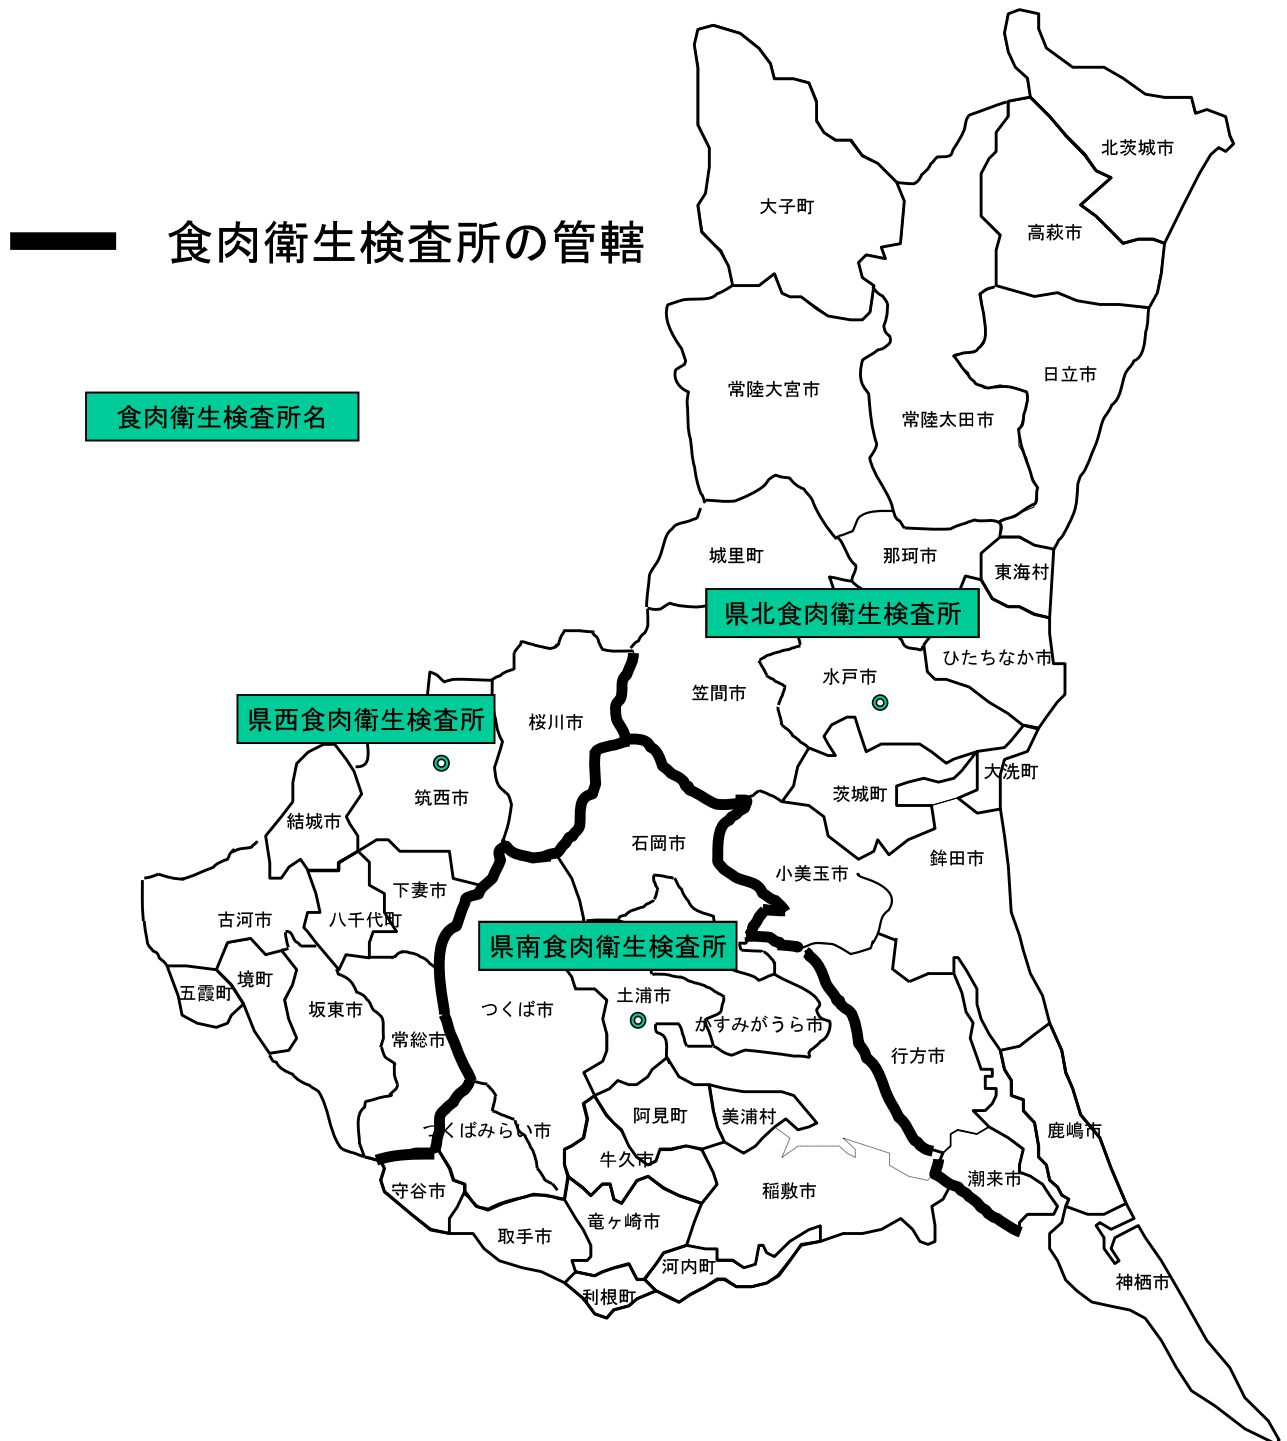 北茨城市
大子町
高萩市
食肉衛生検査所の管轄
日立市
常陸大宮市
食肉衛生検査所名
常陸太田市
城里町
那珂市
東海村
県北食肉衛生検査所
ひたちなか市
水戸市
笠間市
県西食肉衛生検査所
桜川市
大洗町
筑西市
茨城町
結城市
石岡市
鉾田市
小美玉市
下妻市
古河市
八千代町
県南食肉衛生検査所
境町
五霞町
土浦市
坂東市
つくば市
かすみがうら市
常総市
行方市
阿見町
美浦村
つくばみらい市
鹿嶋市
牛久市
潮来市
守谷市
稲敷市
竜ヶ崎市
取手市
河内町
神栖市
利根町